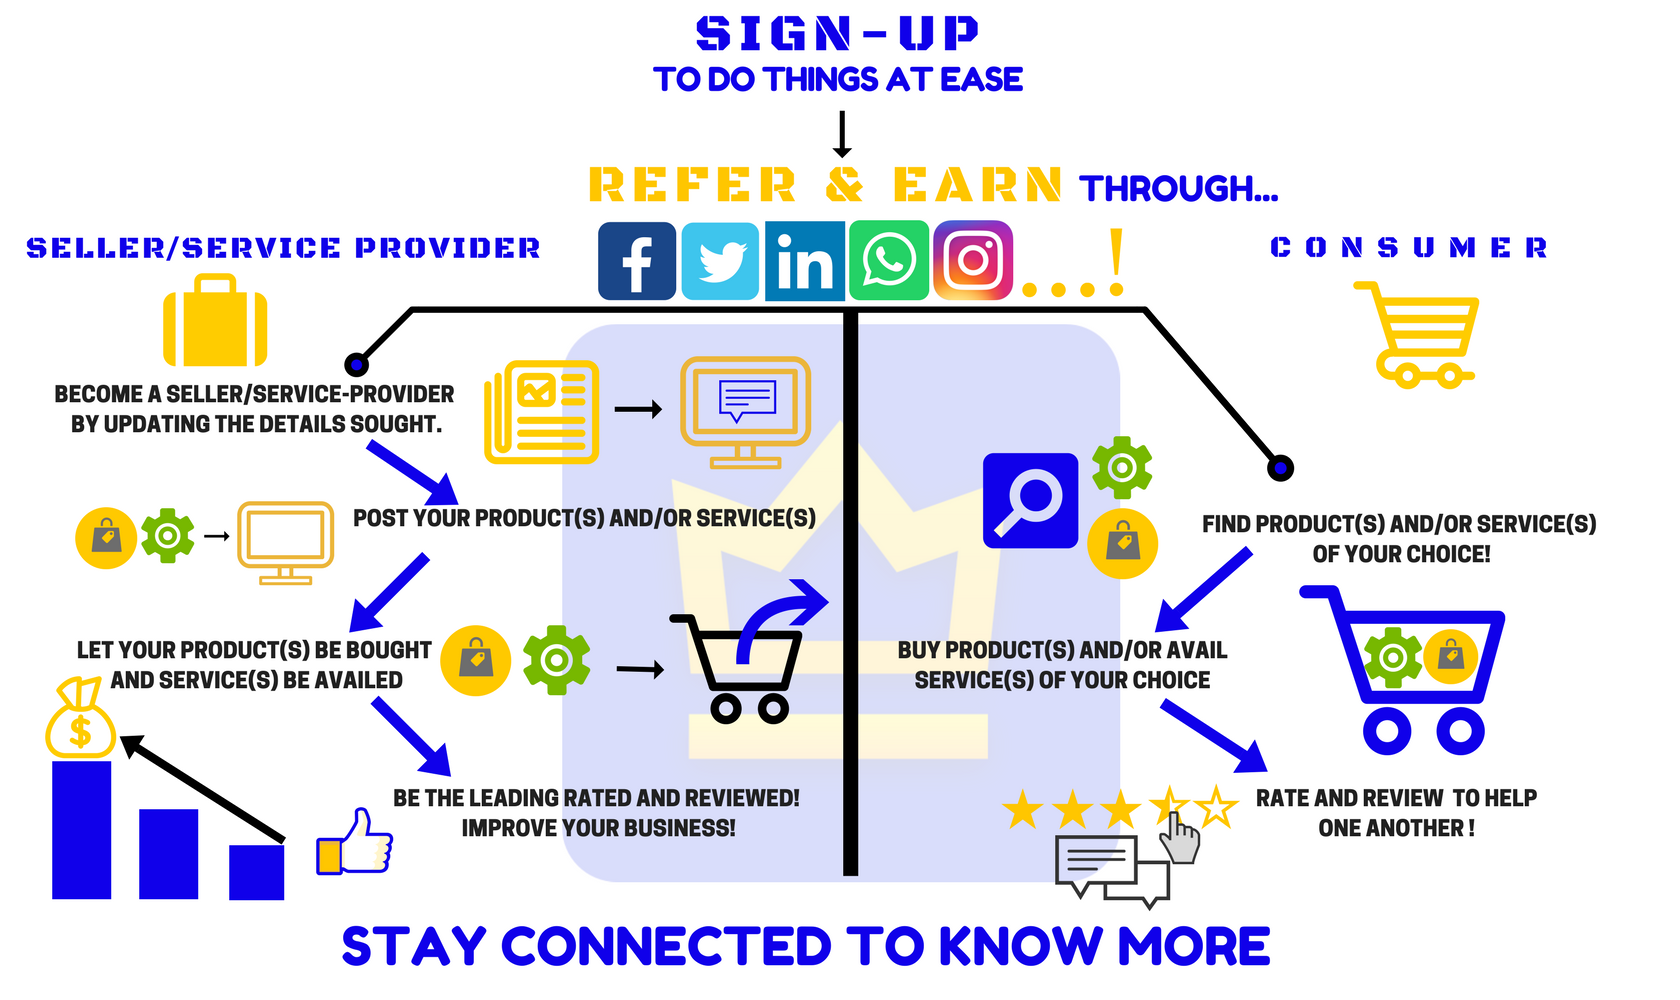 SIGN-UP
TO DO THINGS AT EASE
REFER & EARN THROUGH...
....!
SELLER/SERVICE PROVIDER
BECOME A SELLER/SERVICE-PROVIDER
BY UPDATING THE DETAILS SOUGHT.
POST YOUR PRODUCT(S) AND/OR SERVICE(S)
LET YOUR PRODUCT(S) BE BOUGHT
AND SERVICE(S) BE AVAILED
$
BE THE LEADING RATED AND REVIEWED!
IMPROVE YOUR BUSINESS!
CONSUMER
FIND PRODUCT(S) AND/OR SERVICE(S)
OF YOUR CHOICE!
BUY PRODUCT(S) AND/OR AVAIL
SERVICE(S) OF YOUR CHOICE
RATE AND REVIEW TO HELP
ONE ANOTHER !
STAY CONNECTED TO KNOW MORE